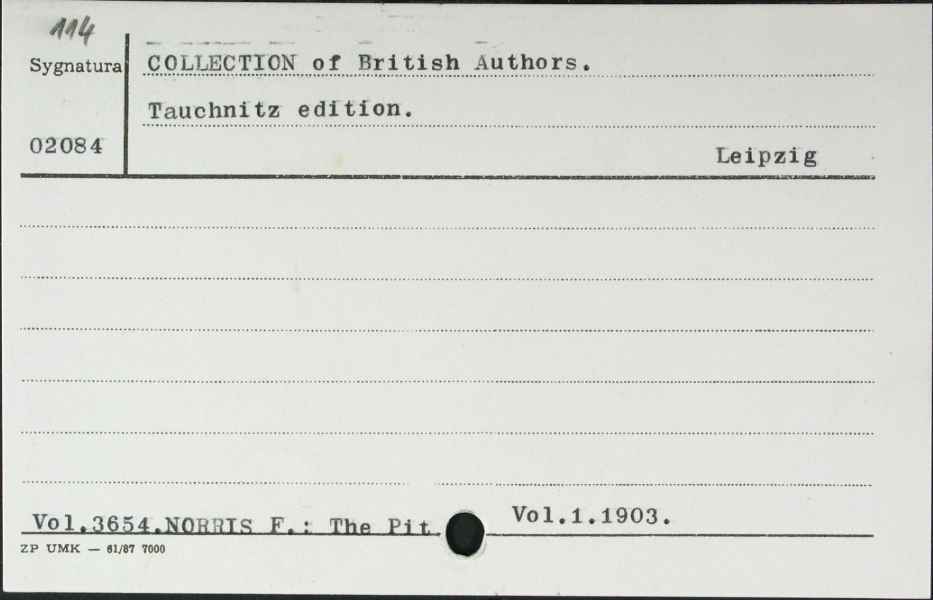 114
Sygnatura
COLLECTION of British Authors.
Tauchnitz edition.
02084
Leipzig
Vol.3654.NORRIS F.: The Pit. Vol.1.1903.
ZP UMK — 61/87 7000